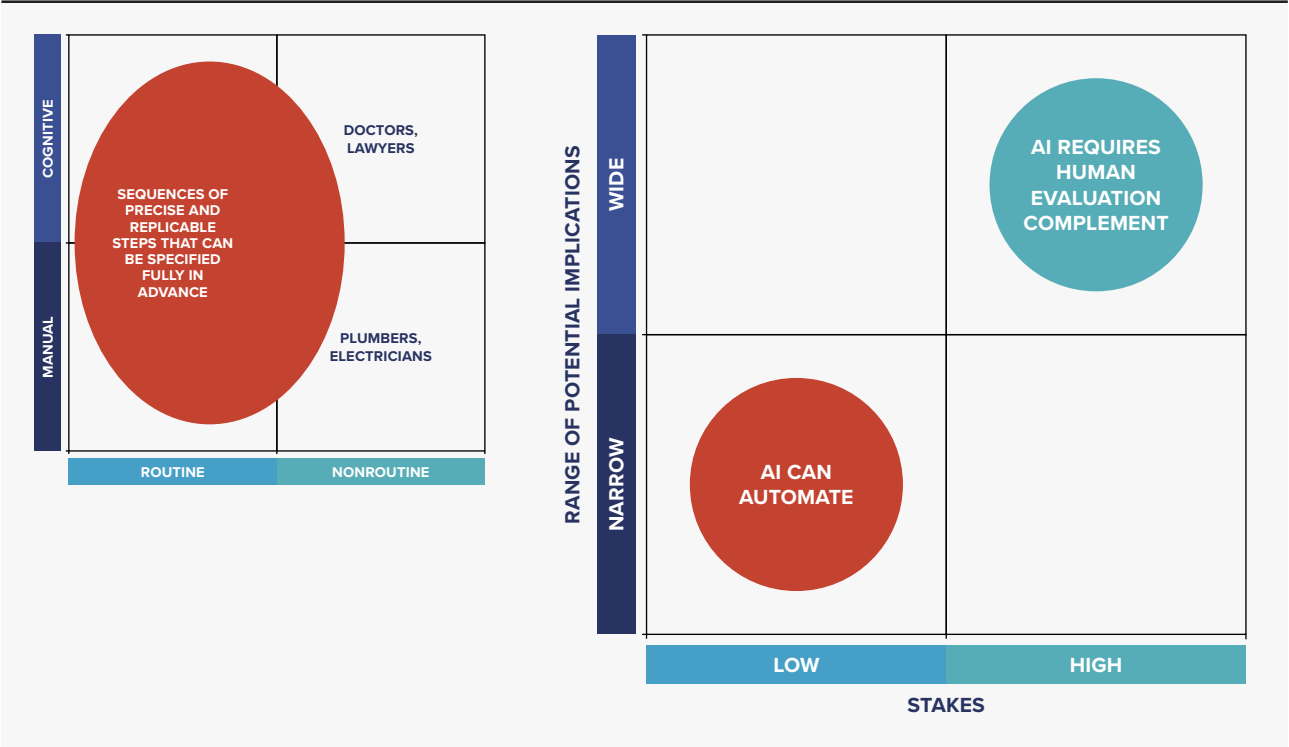 COGNITIVE
MANUAL
SEQUENCES OF
PRECISE AND
REPLICABLE
STEPS THAT CAN
BE SPECIFIED
FULLY IN
ADVANCE
DOCTORS,
LAWYERS
PLUMBERS,
ELECTRICIANS
ROUTINE
NONROUTINE
RANGE OF POTENTIAL IMPLICATIONS
WIDE
NARROW
AI REQUIRES
HUMAN
EVALUATION
COMPLEMENT
AI CAN
AUTOMATE
LOW
HIGH
STAKES